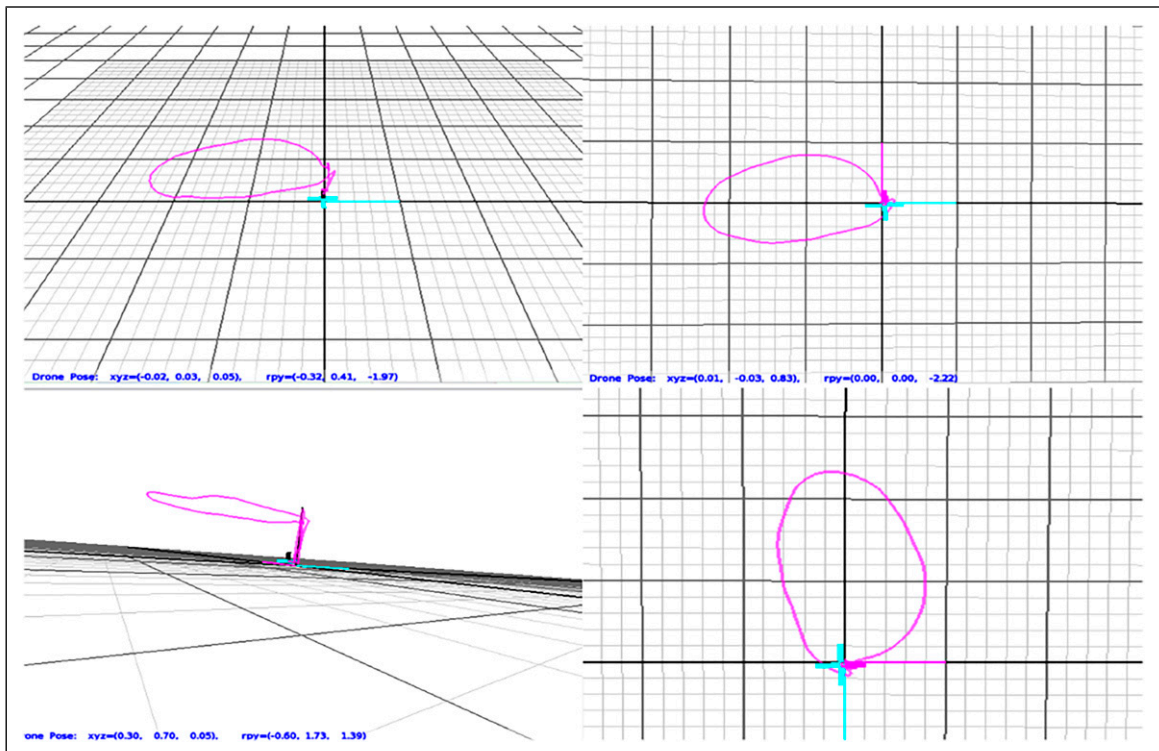 Drone Pose: xyz=(-0.02, 0.03, 0.05), rpy=(-0.32, 0.41, -1.97)
Drone Pose: xyz=(0.01, -0.03, 0.83), rpy=(0.00, 0.00, -2.22)
rone Pose: xyz=(0.30, 0.70, 0.05), rpy=(-0.60, 1.73, 1.39)